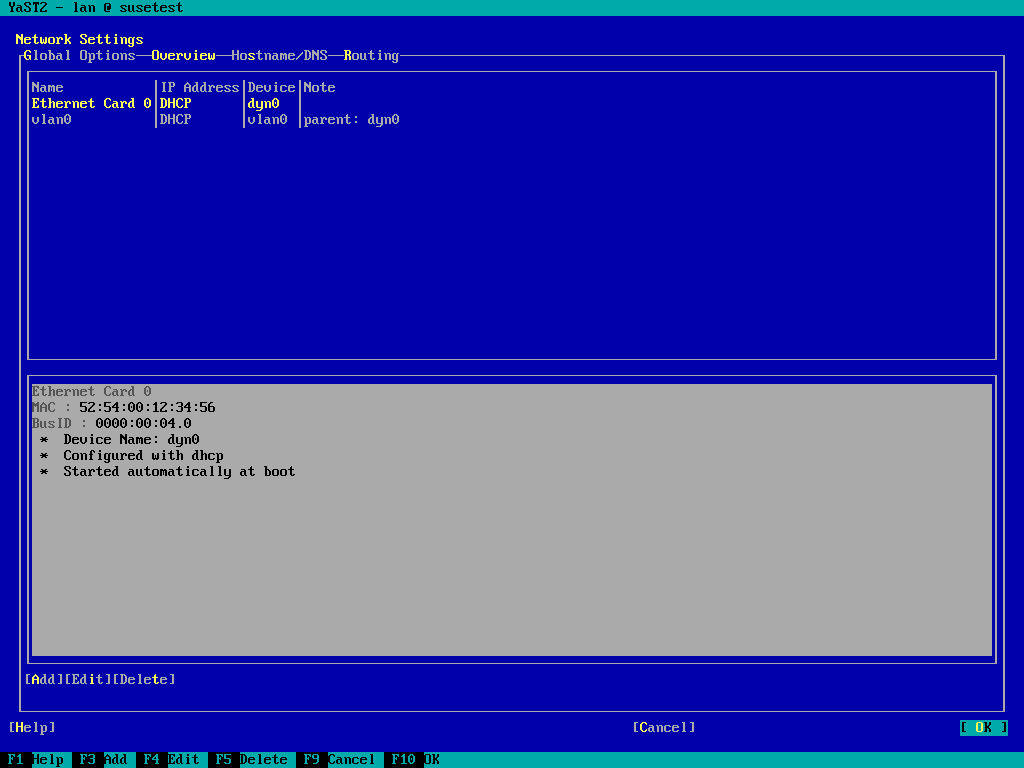 YaST2 - lan @ susetest
Network Settings
Global Options Overview Hostname/DNS Routing
Name IP Address Device Note
Ethernet Card 0 DHCP dyn0
vlan0 DHCP vlan0 parent: dyn0
Ethernet Card 0
MAC : 52:54:00:12:34:56
BusID : 0000:00:04.0
* Device Name: dyn0
* Configured with dhcp
* Started automatically at boot
[Add][Edit][Delete]
[Help] [Cancel] [ OK ]
F1 Help F3 Add F4 Edit F5 Delete F9 Cancel F10 OK